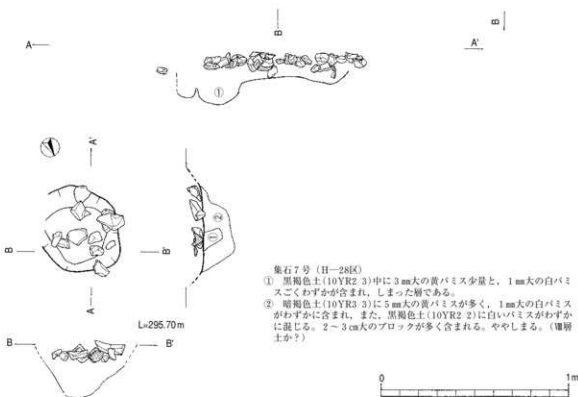 B
B
A
A'
①
A'
②
①
B
B'
A
L=295.70m
B
B'
集石7号 (H−28区)
① 黒褐色土(10YR2 3)中に3㎜大の黄パミス少量と，1㎜大の白パミ
スごくわずかが含まれ，しまった層である。
② 暗褐色土(10YR3 3)に5㎜大の黄パミスが多く，1㎜大の白パミス
がわずかに含まれ，また，黒褐色土(10YR2 2)に白いパミスがわずか
に混じる。2〜3㎝大のブロックが多く含まれる。ややしまる。(Ⅷ層
土か？)
0
1m